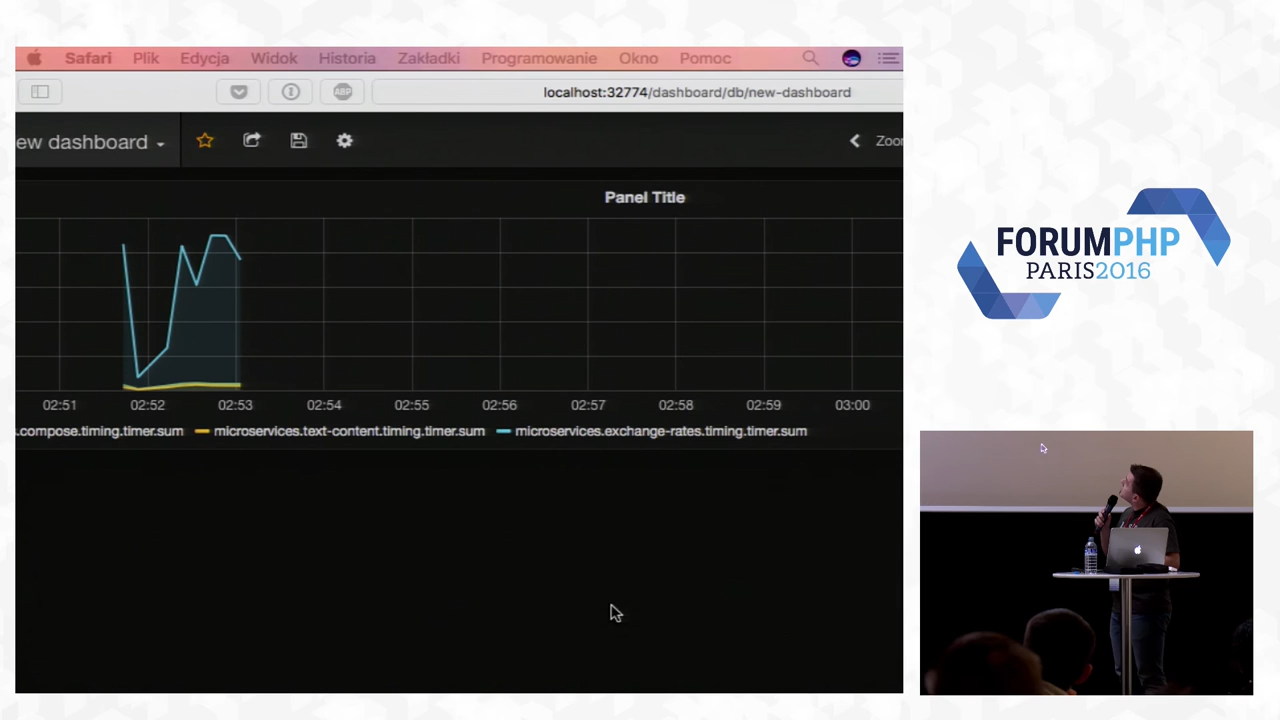 Safari Plik Edycja Widok Historia Zakładki Programowanie Okno Pomoc
ABP localhost:32774/dashboard/db/new-dashboard
ew dashboard Zoo
Panel Title
02:51 02:52 02:53 02:54 02:55 02:56 02:57 02:58 02:59 03:00
.compose.timing.timer.sum microservices.text-content.timing.timer.sum microservices.exchange-rates.timing.timer.sum
FORUMPHP
PARIS2016